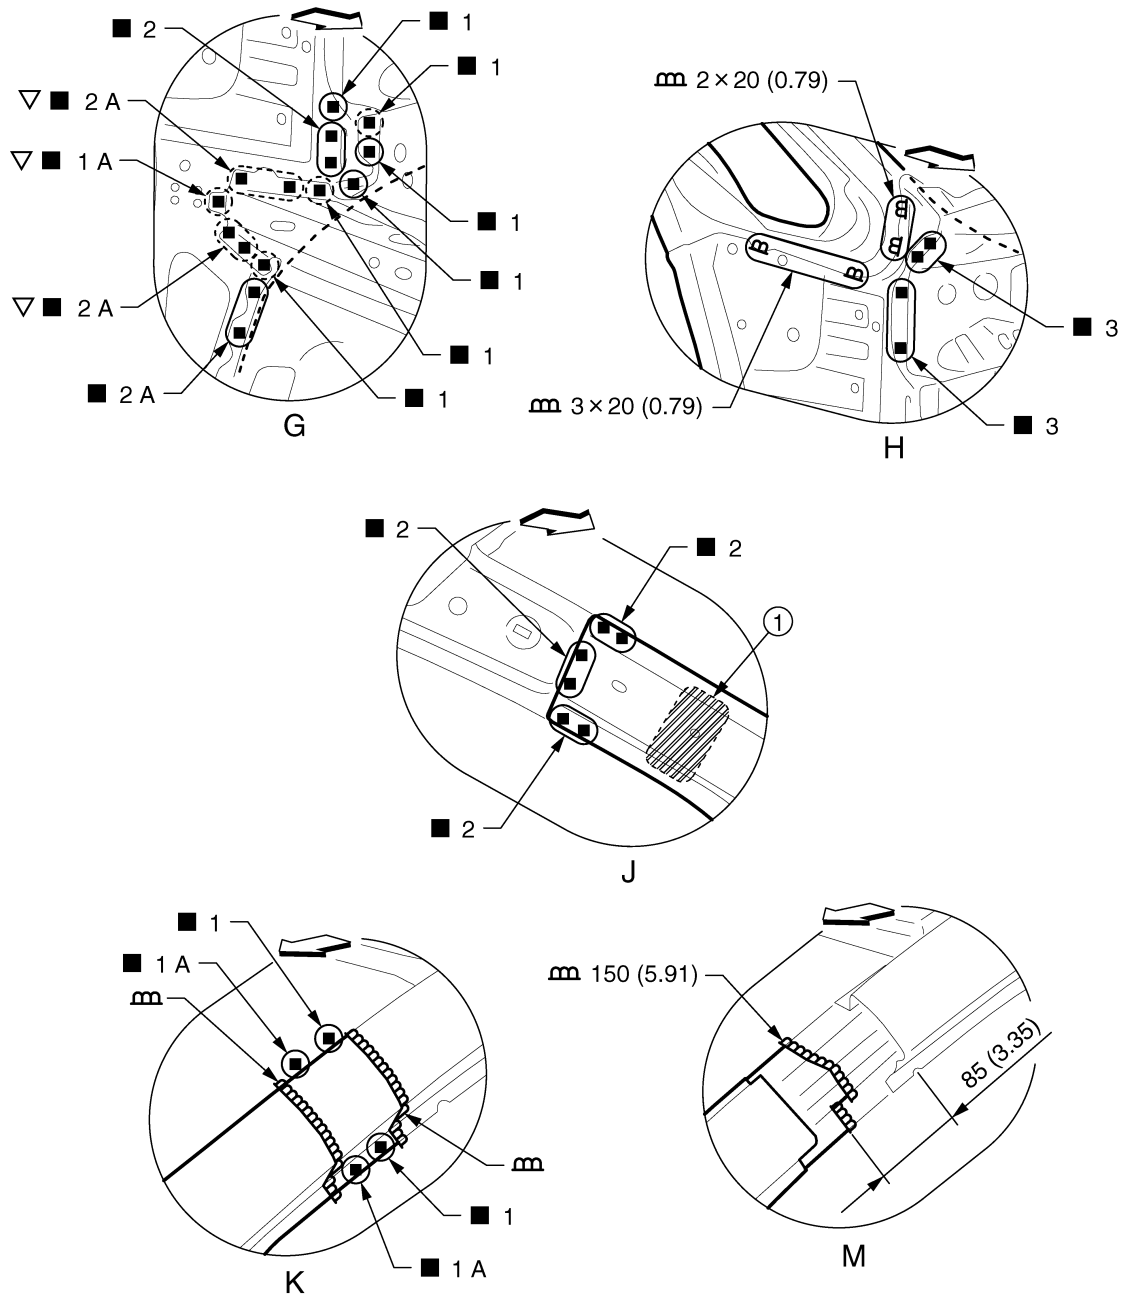 ■ 2
■ 1
■ 1
▽ ■ 2 A
▽ ■ 1 A
■ 1
■ 1
▽ ■ 2 A
■ 1
■ 2 A
■ 1
G
2×20 (0.79)
■ 3
3×20 (0.79)
■ 3
H
■ 2
■ 2
1
■ 2
J
■ 1
■ 1 A
■ 1
■ 1 A
K
150 (5.91)
85 (3.35)
M